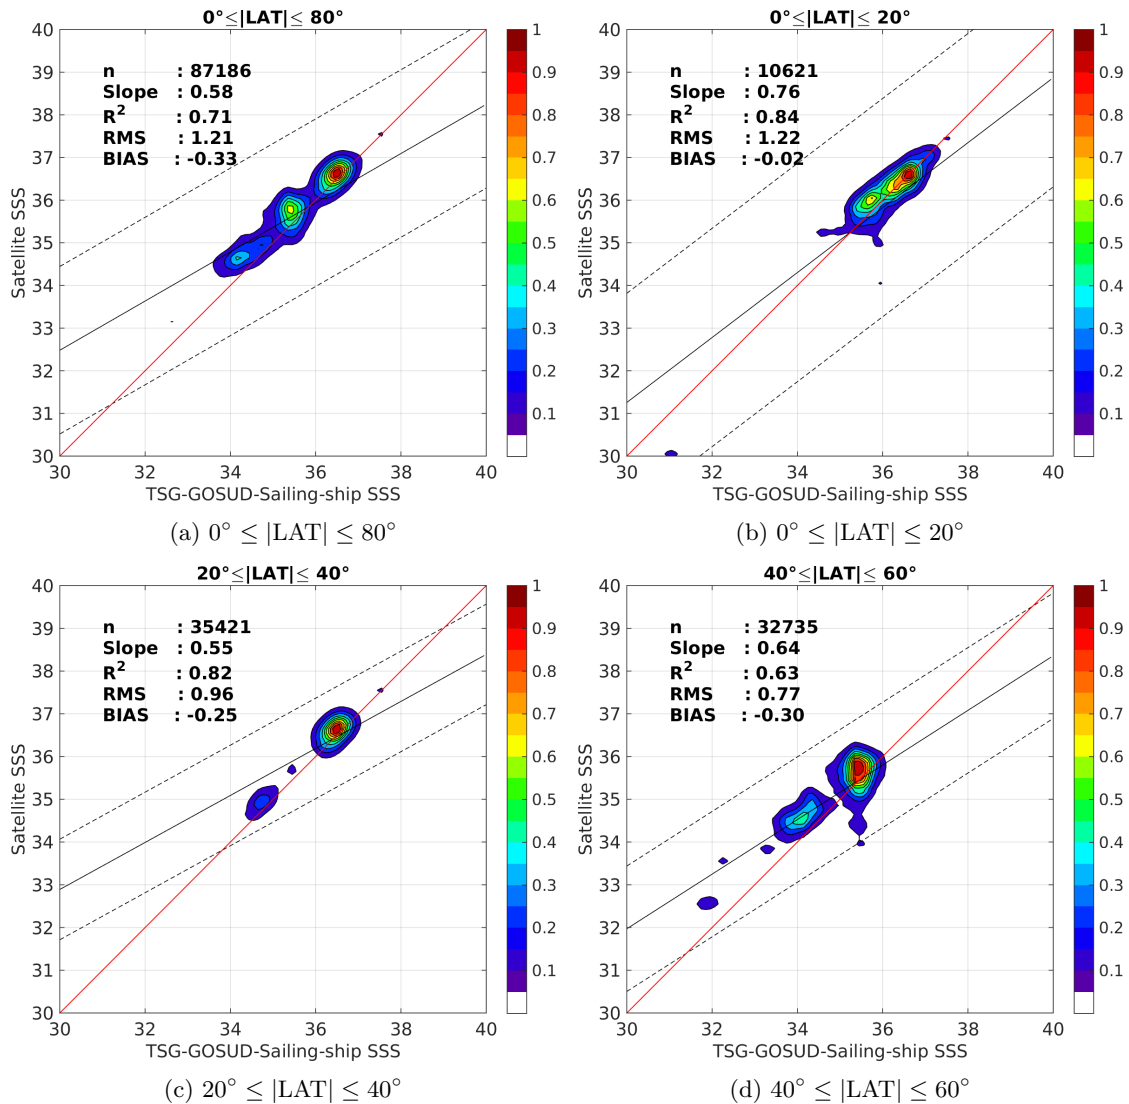 0°≤|LAT|≤ 80°
n : 87186
Slope : 0.58
R2 : 0.71
RMS : 1.21
BIAS : -0.33
40
39
38
37
36
35
34
33
32
31
30
Satellite SSS
30 32 34 36 38 40
TSG-GOSUD-Sailing-ship SSS
1
0.9
0.8
0.7
0.6
0.5
0.4
0.3
0.2
0.1
(a) 0° ≤ |LAT| ≤ 80°
0°≤|LAT|≤ 20°
n : 10621
Slope : 0.76
R2 : 0.84
RMS : 1.22
BIAS : -0.02
40
39
38
37
36
35
34
33
32
31
30
Satellite SSS
30 32 34 36 38 40
TSG-GOSUD-Sailing-ship SSS
1
0.9
0.8
0.7
0.6
0.5
0.4
0.3
0.2
0.1
(b) 0° ≤ |LAT| ≤ 20°
20°≤|LAT|≤ 40°
n : 35421
Slope : 0.55
R2 : 0.82
RMS : 0.96
BIAS : -0.25
40
39
38
37
36
35
34
33
32
31
30
Satellite SSS
30 32 34 36 38 40
TSG-GOSUD-Sailing-ship SSS
1
0.9
0.8
0.7
0.6
0.5
0.4
0.3
0.2
0.1
(c) 20° ≤ |LAT| ≤ 40°
40°≤|LAT|≤ 60°
n : 32735
Slope : 0.64
R2 : 0.63
RMS : 0.77
BIAS : -0.30
40
39
38
37
36
35
34
33
32
31
30
Satellite SSS
30 32 34 36 38 40
TSG-GOSUD-Sailing-ship SSS
1
0.9
0.8
0.7
0.6
0.5
0.4
0.3
0.2
0.1
(d) 40° ≤ |LAT| ≤ 60°